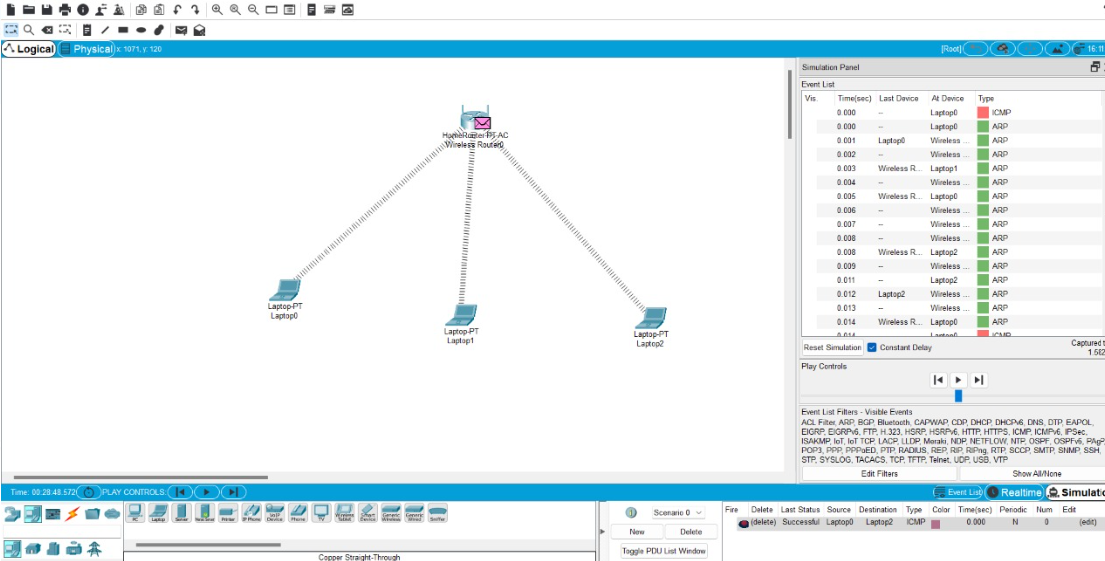 Logical Physical x: 1071, y: 120 [Root] 16:11
HomeRouter-PT-AC
Wireless Router0
Laptop-PT
Laptop0
Laptop-PT
Laptop1
Laptop-PT
Laptop2
Simulation Panel
Event List
Vis. Time(sec) Last Device At Device Type
0.000 -- Laptop0 ICMP
0.000 -- Laptop0 ARP
0.001 Laptop0 Wireless ... ARP
0.002 -- Wireless ... ARP
0.003 Wireless R... Laptop1 ARP
0.004 -- Wireless ... ARP
0.005 Wireless R... Laptop0 ARP
0.006 -- Wireless ... ARP
0.007 -- Wireless ... ARP
0.008 -- Wireless ... ARP
0.008 Wireless R... Laptop2 ARP
0.009 -- Wireless ... ARP
0.011 -- Laptop2 ARP
0.012 Laptop2 Wireless ... ARP
0.013 -- Wireless ... ARP
0.014 Wireless R... Laptop0 ARP
0.014 -- Laptop0 ICMP
Reset Simulation Constant Delay Captured t
1.562
Play Controls
Event List Filters - Visible Events
ACL Filter, ARP, BGP, Bluetooth, CAPWAP, CDP, DHCP, DHCPv6, DNS, DTP, EAPOL,
EIGRP, EIGRPv6, FTP, H.323, HSRP, HSRPv6, HTTP, HTTPS, ICMP, ICMPv6, IPSec,
ISAKMP, IoT, IoT TCP, LACP, LLDP, Meraki, NDP, NETFLOW, NTP, OSPF, OSPFv6, PAgP,
POP3, PPP, PPPoED, PTP, RADIUS, REP, RIP, RIPng, RTP, SCCP, SMTP, SNMP, SSH,
STP, SYSLOG, TACACS, TCP, TFTP, Telnet, UDP, USB, VTP
Edit Filters Show All/None
Time: 00:28:48.572 PLAY CONTROLS: Event List Realtime Simulatio
PC Laptop Server Printer IP Phone VoIP Device Phone TV Wireless Tablet Smart Device Generic Wireless Generic Wired Sniffer
Copper Straight-Through
Scenario 0
New Delete
Toggle PDU List Window
Fire Delete Last Status Source Destination Type Color Time(sec) Periodic Num Edit
(delete) Successful Laptop0 Laptop2 ICMP 0.000 N 0 (edit)